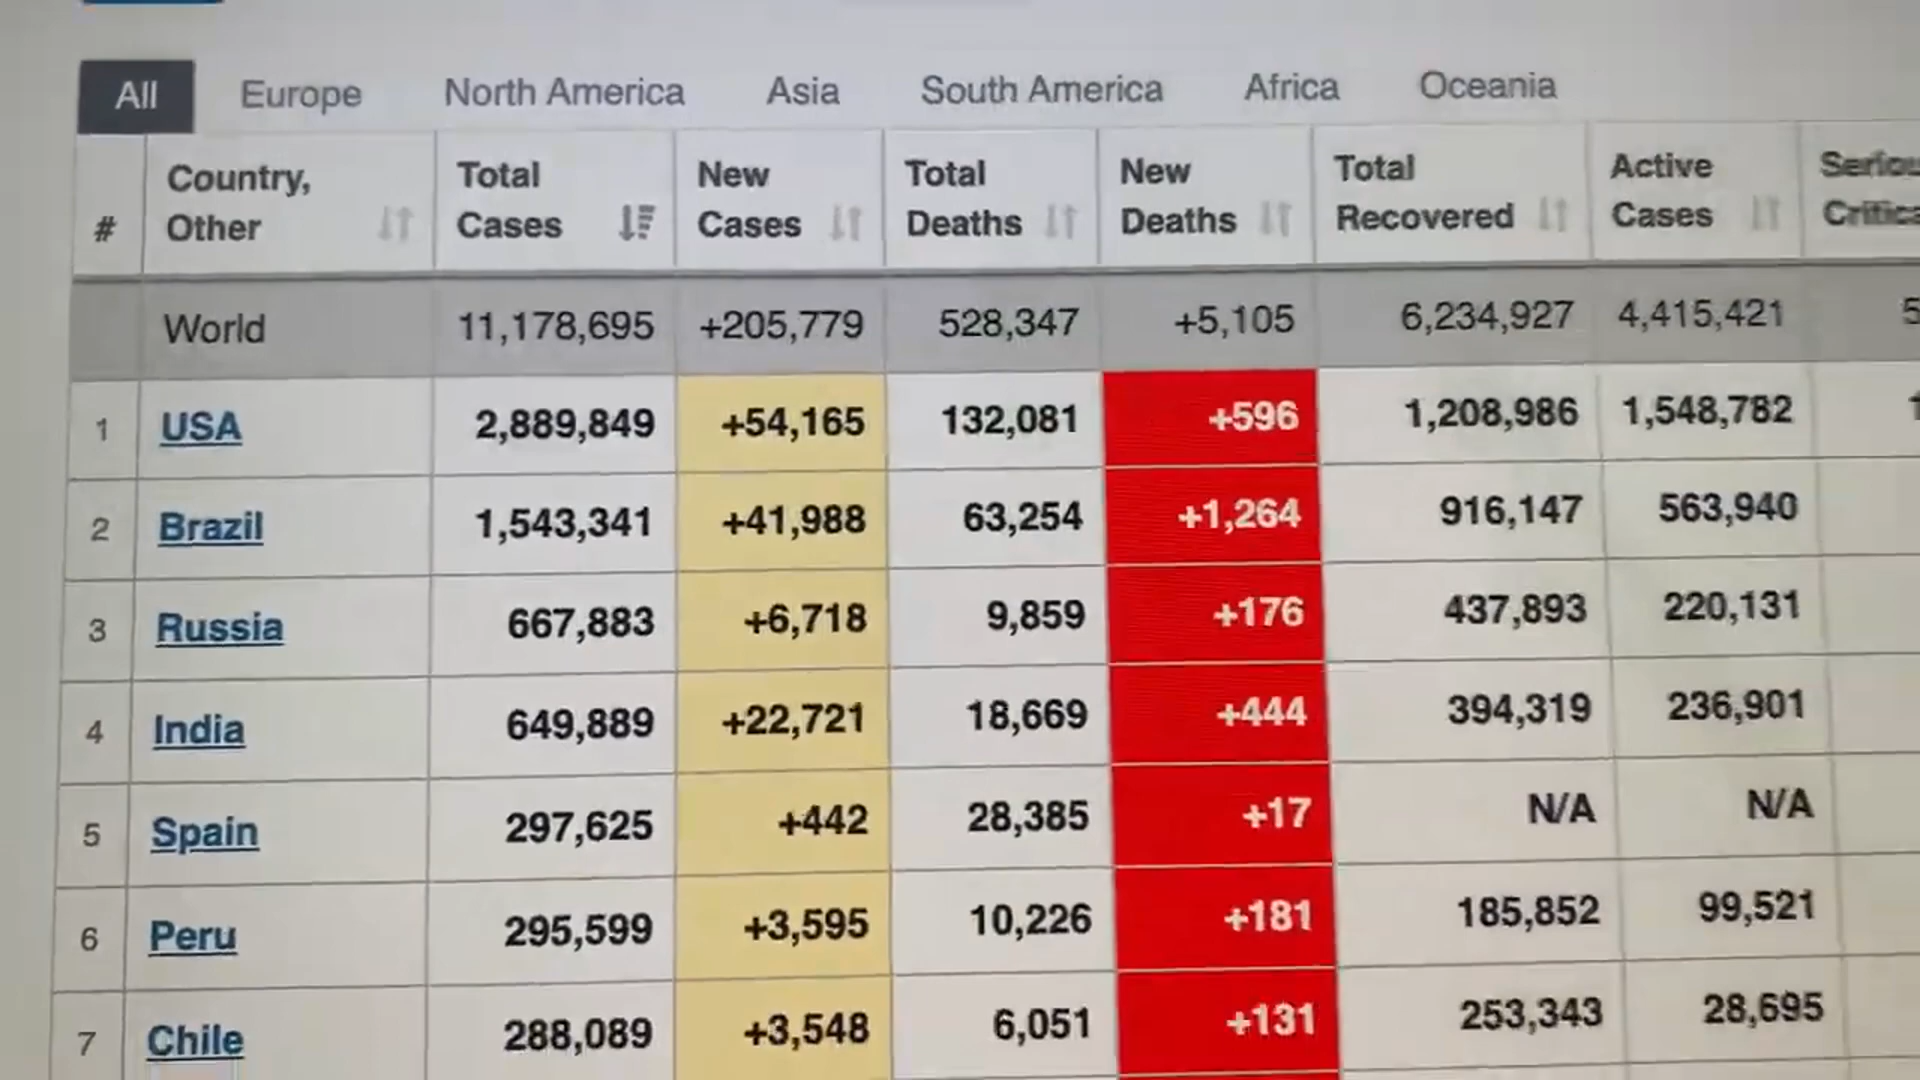 All Europe North America Asia South America Africa Oceania
# Country, Other Total Cases New Cases Total Deaths New Deaths Total Recovered Active Cases
World 11,178,695 +205,779 528,347 +5,105 6,234,927 4,415,421
1 USA 2,889,849 +54,165 132,081 +596 1,208,986 1,548,782
2 Brazil 1,543,341 +41,988 63,254 +1,264 916,147 563,940
3 Russia 667,883 +6,718 9,859 +176 437,893 220,131
4 India 649,889 +22,721 18,669 +444 394,319 236,901
5 Spain 297,625 +442 28,385 +17 N/A N/A
6 Peru 295,599 +3,595 10,226 +181 185,852 99,521
7 Chile 288,089 +3,548 6,051 +131 253,343 28,695